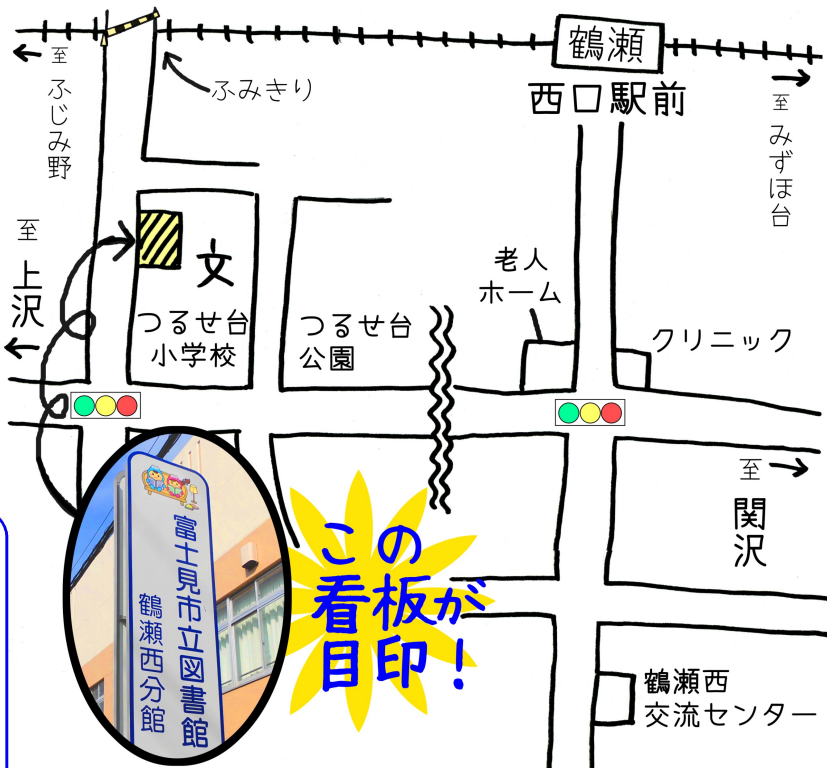 鶴瀬
西口駅前
至
ふじみ野
ふみきり
至
みずほ台
至
上沢
文
つるせ台
小学校
つるせ台
公園
老人
ホーム
クリニック
至
関沢
富士見市立図書館
鶴瀬西分館
この
看板が
目印！
鶴瀬西
交流センター